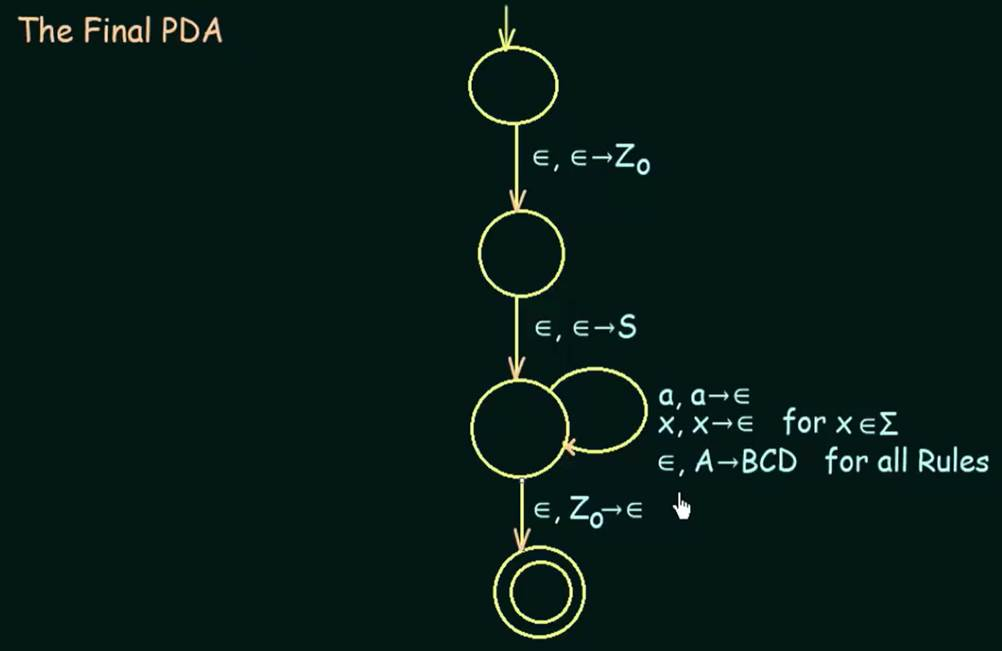 The Final PDA
∈, ∈→Z₀
∈, ∈→S
a, a→∈
x, x→∈ for x∈Σ
∈, A→BCD for all Rules
∈, Z₀→∈